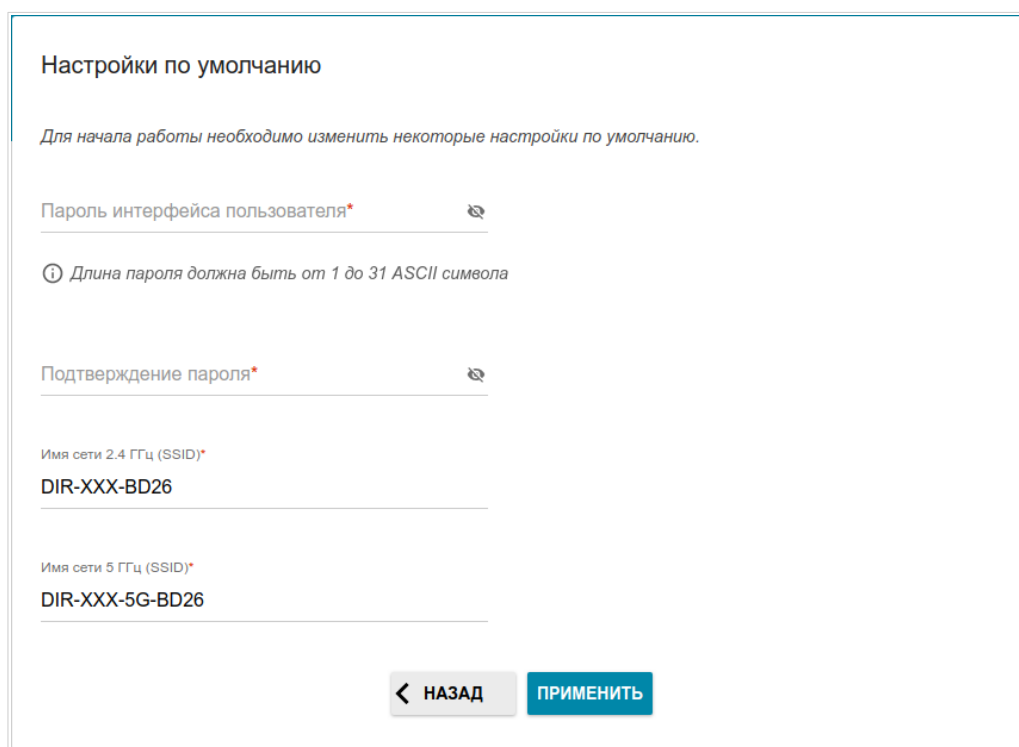 Настройки по умолчанию
Для начала работы необходимо изменить некоторые настройки по умолчанию.
Пароль интерфейса пользователя*
Длина пароля должна быть от 1 до 31 ASCII символа
Подтверждение пароля*
Имя сети 2.4 ГГц (SSID)*
DIR-XXX-BD26
Имя сети 5 ГГц (SSID)*
DIR-XXX-5G-BD26
НАЗАД
ПРИМЕНИТЬ